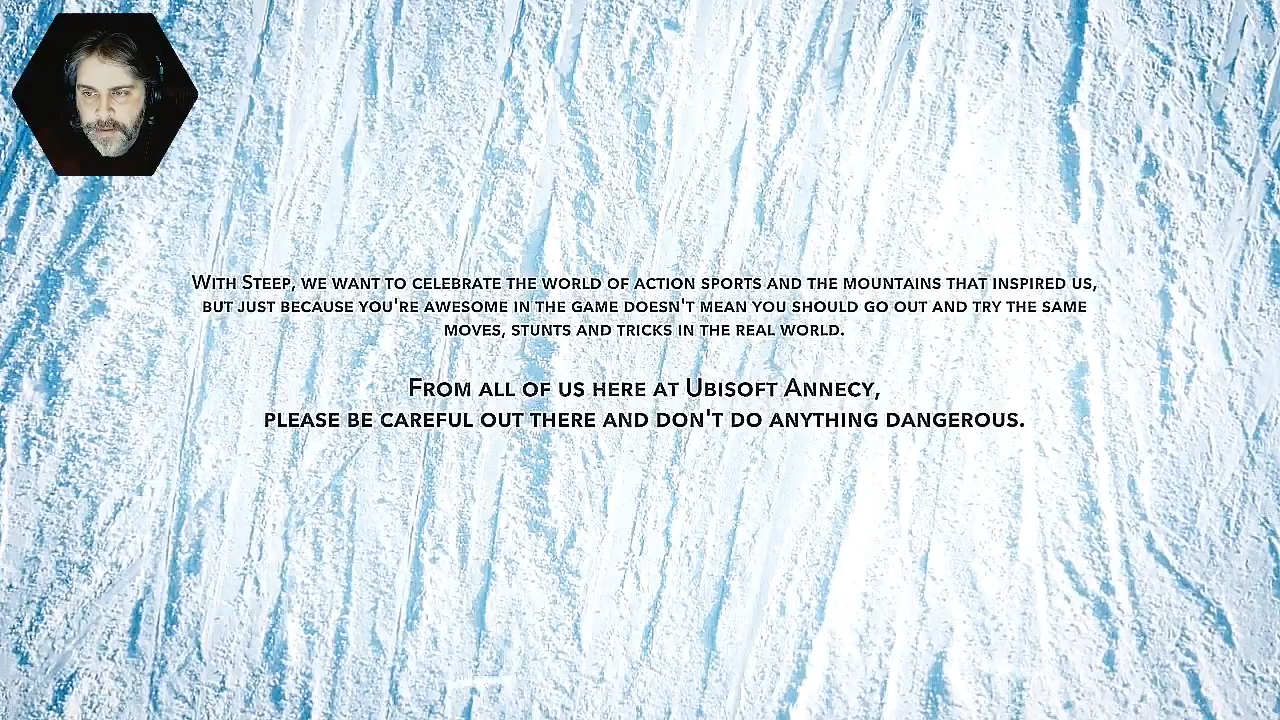 With Steep, we want to celebrate the world of action sports and the mountains that inspired us,
but just because you're awesome in the game doesn't mean you should go out and try the same
moves, stunts and tricks in the real world.
From all of us here at Ubisoft Annecy,
please be careful out there and don't do anything dangerous.